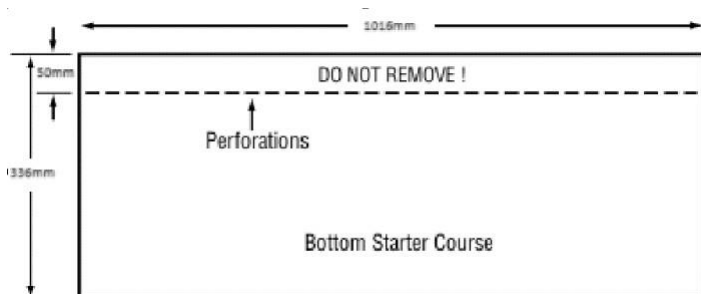 1016mm
50mm
DO NOT REMOVE !
Perforations
336mm
Bottom Starter Course